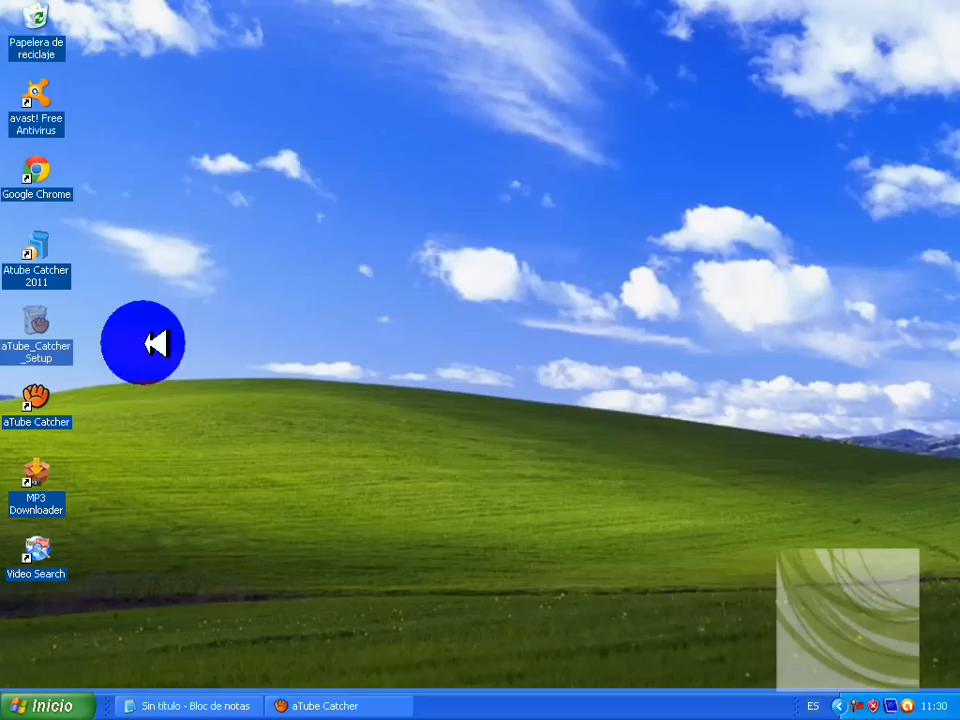 Papelera de
reciclaje
avast! Free
Antivirus
Google Chrome
Atube Catcher
2011
aTube_Catcher
_Setup
aTube Catcher
MP3
Downloader
Video Search
Inicio
Sin título - Bloc de notas
aTube Catcher
ES
11:30